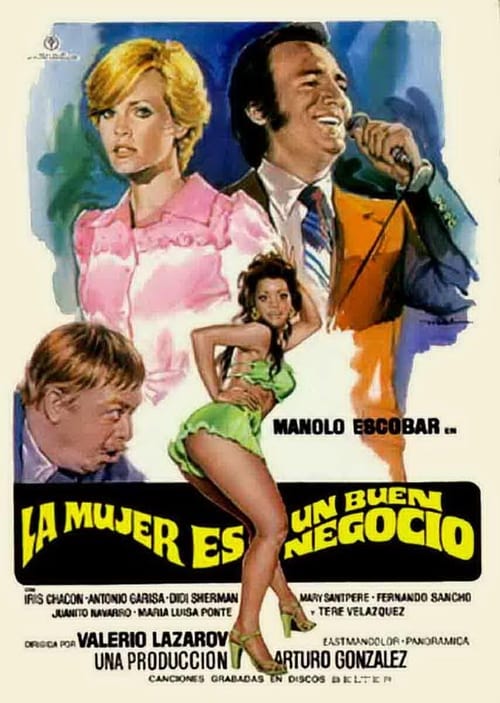 MANOLO ESCOBAR EN
LA MUJER ES UN BUEN NEGOCIO
CON
IRIS CHACON · ANTONIO GARISA · DIDI SHERMAN
JUANITO NAVARRO · MARIA LUISA PONTE
MARY SANTPERE · FERNANDO SANCHO
Y TERE VELAZQUEZ
DIRIGIDA POR VALERIO LAZAROV
EASTMANCOLOR · PANORAMICA
UNA PRODUCCION ARTURO GONZALEZ
CANCIONES GRABADAS EN DISCOS BELTER